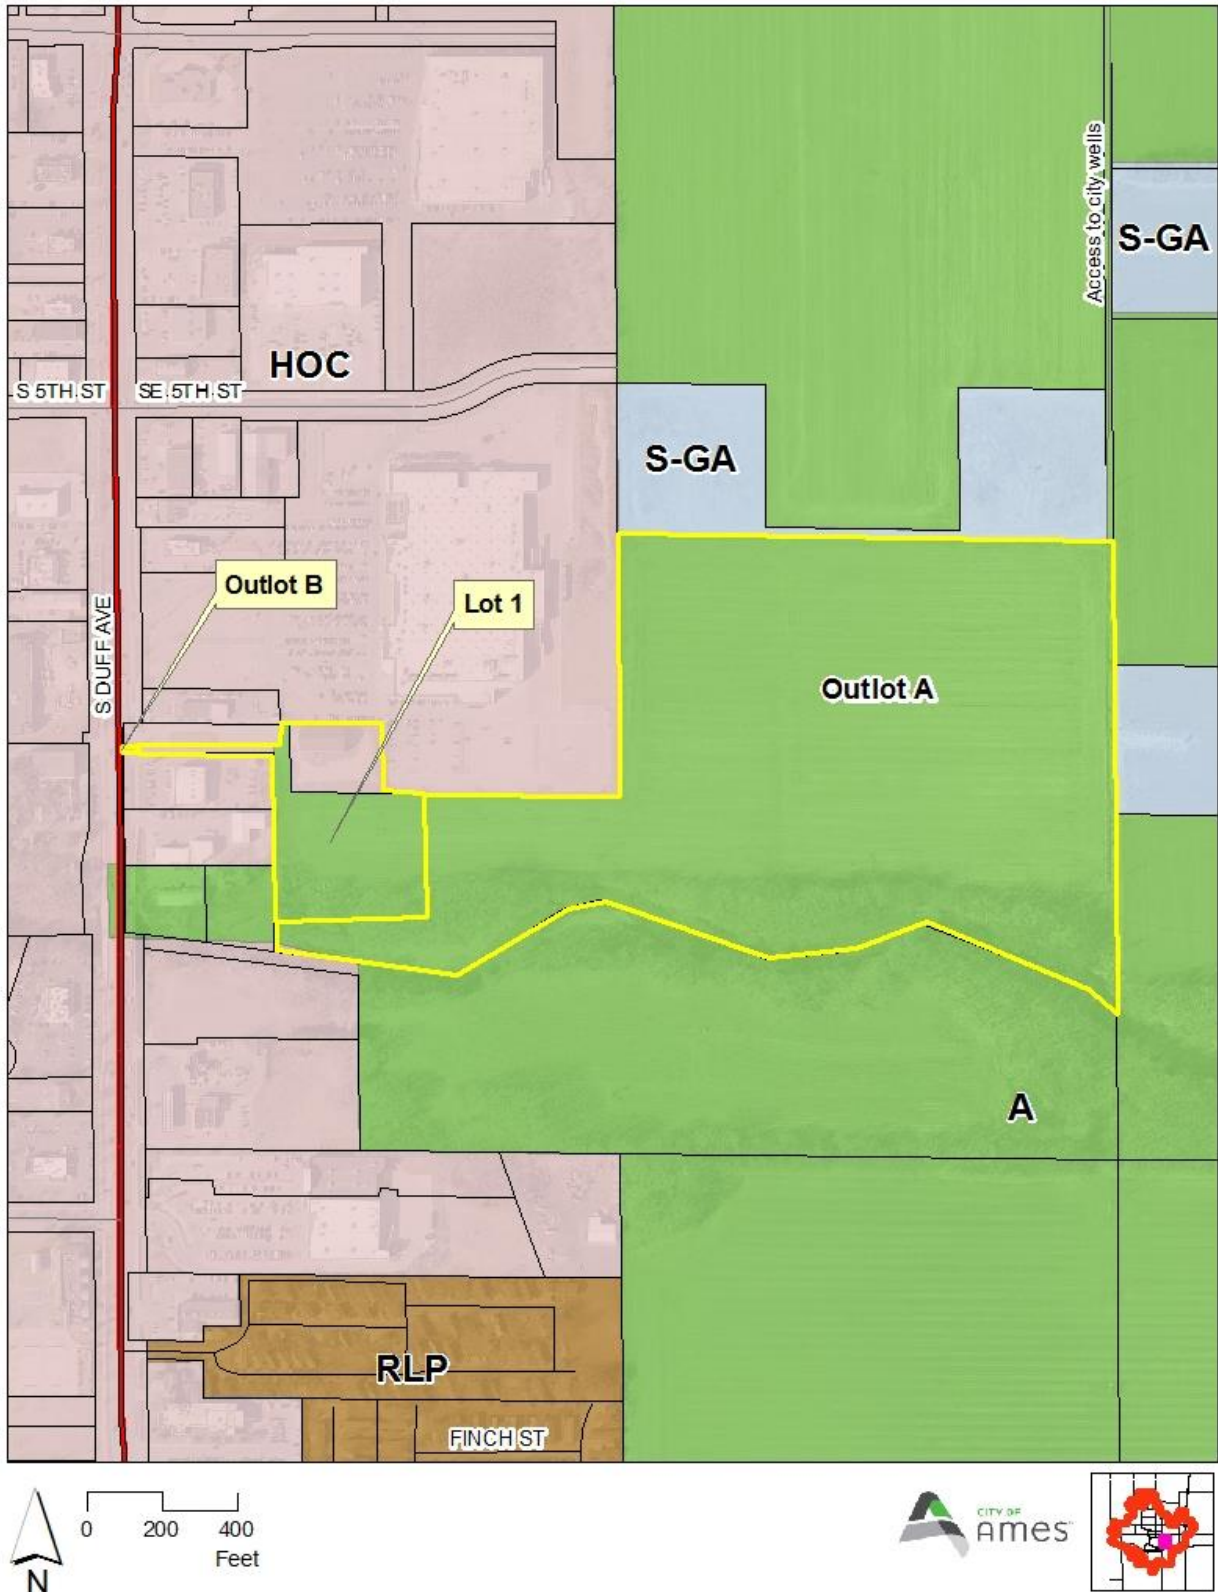 Access to city wells
S-GA
HOC
S 5TH ST
SE 5TH ST
S-GA
Outlot B
Lot 1
S DUFF AVE
Outlot A
A
RLP
FINCH ST
0 200 400
Feet
N
CITY OF
Ames